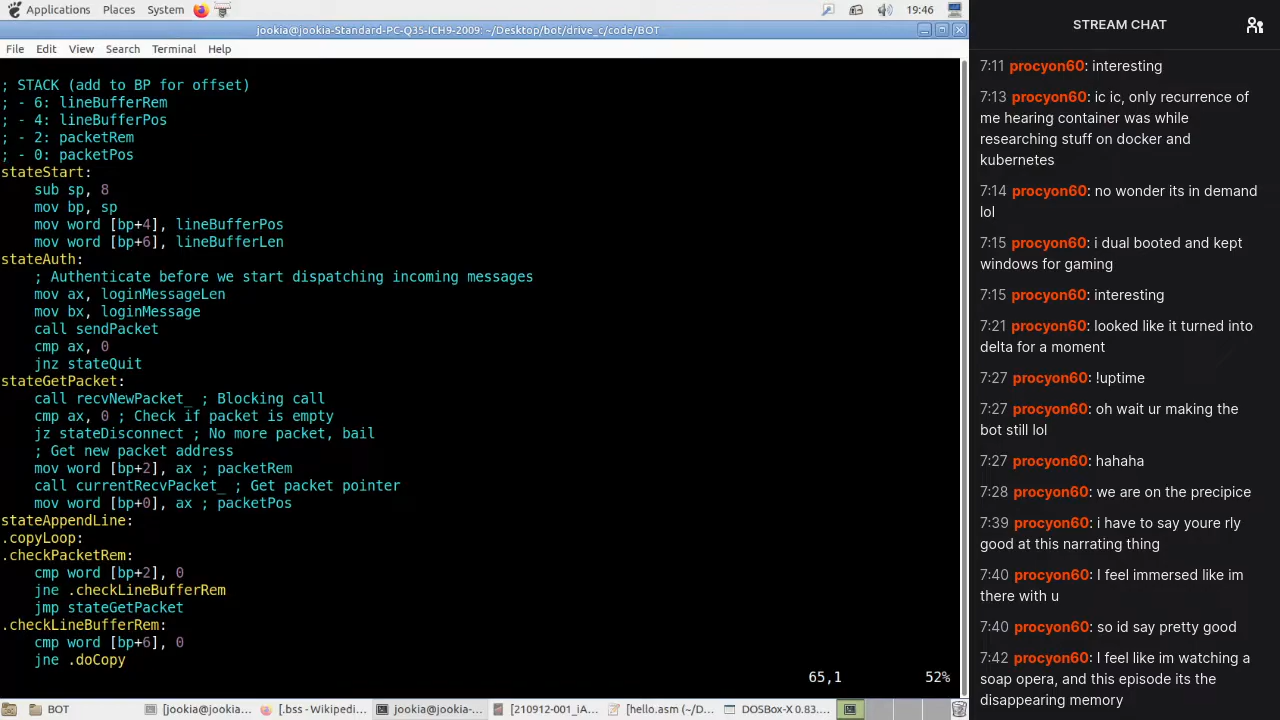 Applications Places System 19:46
jookia@jookia-Standard-PC-Q35-ICH9-2009: ~/Desktop/bot/drive_c/code/BOT
File Edit View Search Terminal Help
; STACK (add to BP for offset)
; - 6: lineBufferRem
; - 4: lineBufferPos
; - 2: packetRem
; - 0: packetPos
stateStart:
sub sp, 8
mov bp, sp
mov word [bp+4], lineBufferPos
mov word [bp+6], lineBufferLen
stateAuth:
; Authenticate before we start dispatching incoming messages
mov ax, loginMessageLen
mov bx, loginMessage
call sendPacket
cmp ax, 0
jnz stateQuit
stateGetPacket:
call recvNewPacket_ ; Blocking call
cmp ax, 0 ; Check if packet is empty
jz stateDisconnect ; No more packet, bail
; Get new packet address
mov word [bp+2], ax ; packetRem
call currentRecvPacket_ ; Get packet pointer
mov word [bp+0], ax ; packetPos
stateAppendLine:
.copyLoop:
.checkPacketRem:
cmp word [bp+2], 0
jne .checkLineBufferRem
jmp stateGetPacket
.checkLineBufferRem:
cmp word [bp+6], 0
jne .doCopy
65,1 52%
BOT [jookia@jookia... [.bss - Wikipedi... jookia@jookia-... [210912-001_iA... [hello.asm (~/D... DOSBox-X 0.83....
STREAM CHAT
7:11 procyon60: interesting
7:13 procyon60: ic ic, only recurrence of
me hearing container was while
researching stuff on docker and
kubernetes
7:14 procyon60: no wonder its in demand
lol
7:15 procyon60: i dual booted and kept
windows for gaming
7:15 procyon60: interesting
7:21 procyon60: looked like it turned into
delta for a moment
7:27 procyon60: !uptime
7:27 procyon60: oh wait ur making the
bot still lol
7:27 procyon60: hahaha
7:28 procyon60: we are on the precipice
7:39 procyon60: i have to say youre rly
good at this narrating thing
7:40 procyon60: I feel immersed like im
there with u
7:40 procyon60: so id say pretty good
7:42 procyon60: I feel like im watching a
soap opera, and this episode its the
disappearing memory